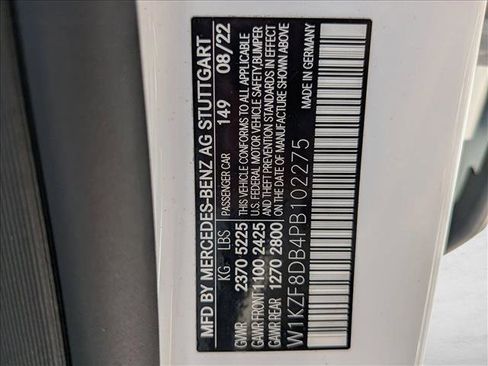 MFD BY MERCEDES-BENZ AG STUTTGART
KG LBS PASSENGER CAR 149 08/22
GVWR 2370 5225 THIS VEHICLE CONFORMS TO ALL APPLICABLE
GAWR FRONT 1100 2425 U.S. FEDERAL MOTOR VEHICLE SAFETY, BUMPER
GAWR REAR 1270 2800 AND THEFT PREVENTION STANDARDS IN EFFECT
ON THE DATE OF MANUFACTURE SHOWN ABOVE
W1KZF8DB4PB102275 MADE IN GERMANY